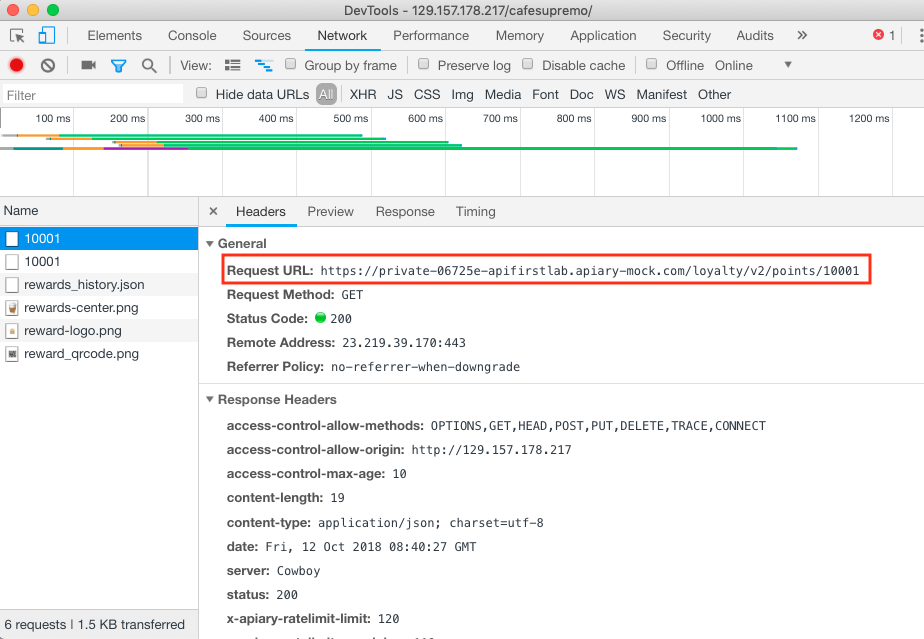 DevTools - 129.157.178.217/cafesupremo/
Elements Console Sources Network Performance Memory Application Security Audits » 1
View: Group by frame Preserve log Disable cache Offline Online
Filter Hide data URLs All XHR JS CSS Img Media Font Doc WS Manifest Other
100 ms 200 ms 300 ms 400 ms 500 ms 600 ms 700 ms 800 ms 900 ms 1000 ms 1100 ms 1200 ms
Name
10001
10001
rewards_history.json
rewards-center.png
reward-logo.png
reward_qrcode.png
6 requests | 1.5 KB transferred
× Headers Preview Response Timing
General
Request URL: https://private-06725e-apifirstlab.apiary-mock.com/loyalty/v2/points/10001
Request Method: GET
Status Code: 200
Remote Address: 23.219.39.170:443
Referrer Policy: no-referrer-when-downgrade
Response Headers
access-control-allow-methods: OPTIONS,GET,HEAD,POST,PUT,DELETE,TRACE,CONNECT
access-control-allow-origin: http://129.157.178.217
access-control-max-age: 10
content-length: 19
content-type: application/json; charset=utf-8
date: Fri, 12 Oct 2018 08:40:27 GMT
server: Cowboy
status: 200
x-apiary-ratelimit-limit: 120